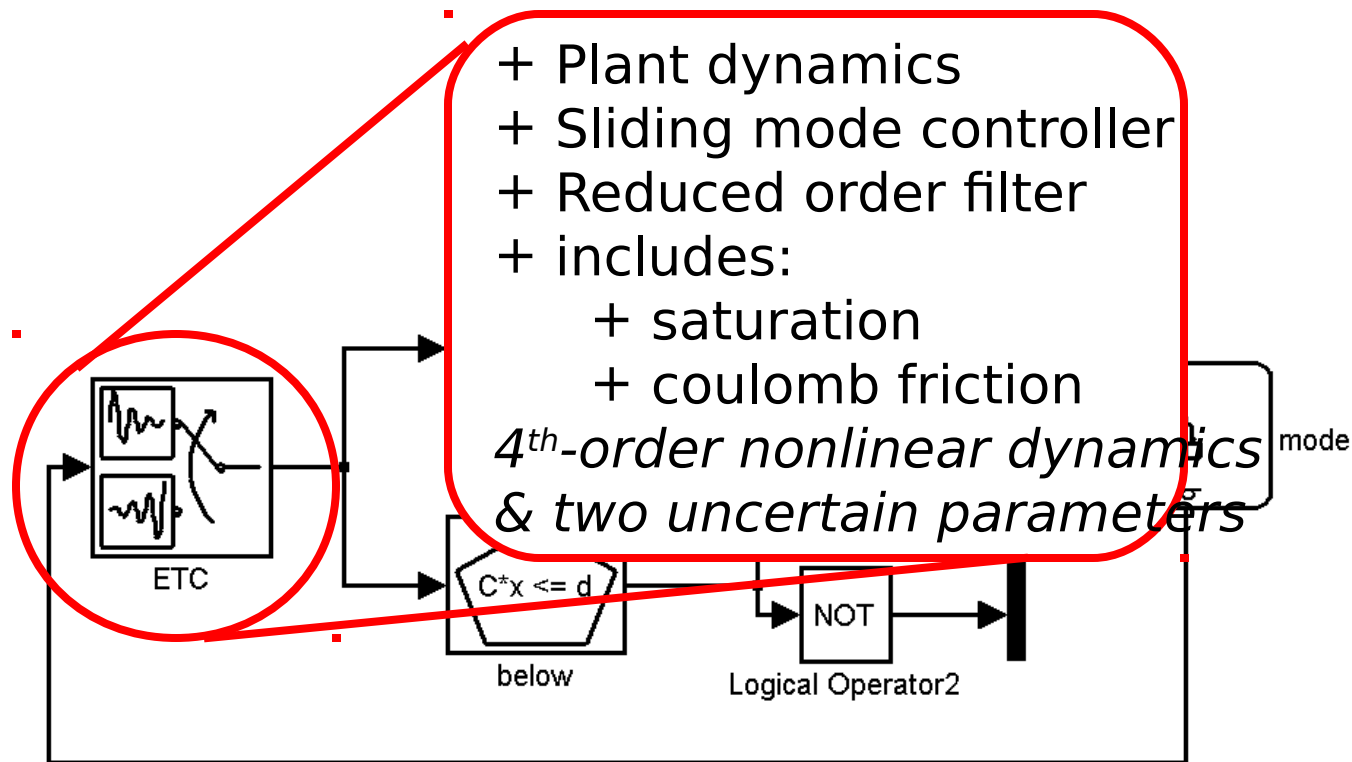 + Plant dynamics
+ Sliding mode controller
+ Reduced order filter
+ includes:
+ saturation
+ coulomb friction
4th-order nonlinear dynamics
& two uncertain parameters
mode
ETC
C*x <= d
below
NOT
Logical Operator2